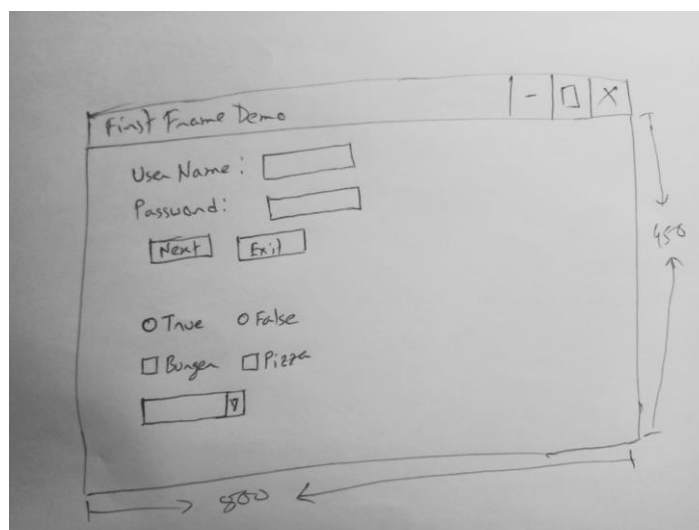 First Frame Demo
User Name:
Password:
Next Exit
True False
Burger Pizza
450
800